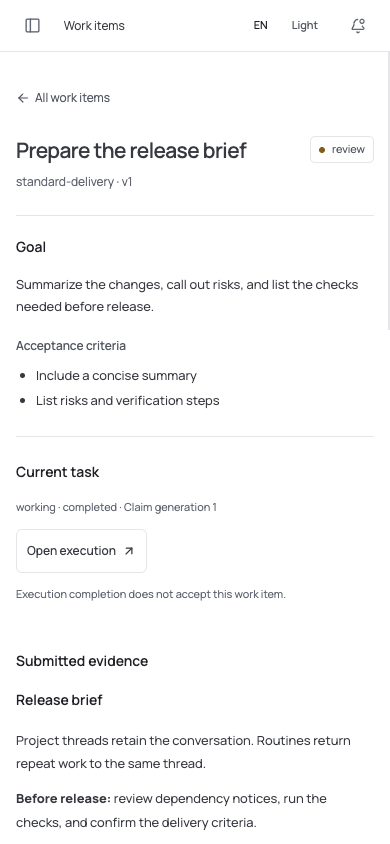 Work items EN Light
All work items
Prepare the release brief review
standard-delivery · v1
Goal
Summarize the changes, call out risks, and list the checks
needed before release.
Acceptance criteria
• Include a concise summary
• List risks and verification steps
Current task
working · completed · Claim generation 1
Open execution
Execution completion does not accept this work item.
Submitted evidence
Release brief
Project threads retain the conversation. Routines return
repeat work to the same thread.
Before release: review dependency notices, run the
checks, and confirm the delivery criteria.